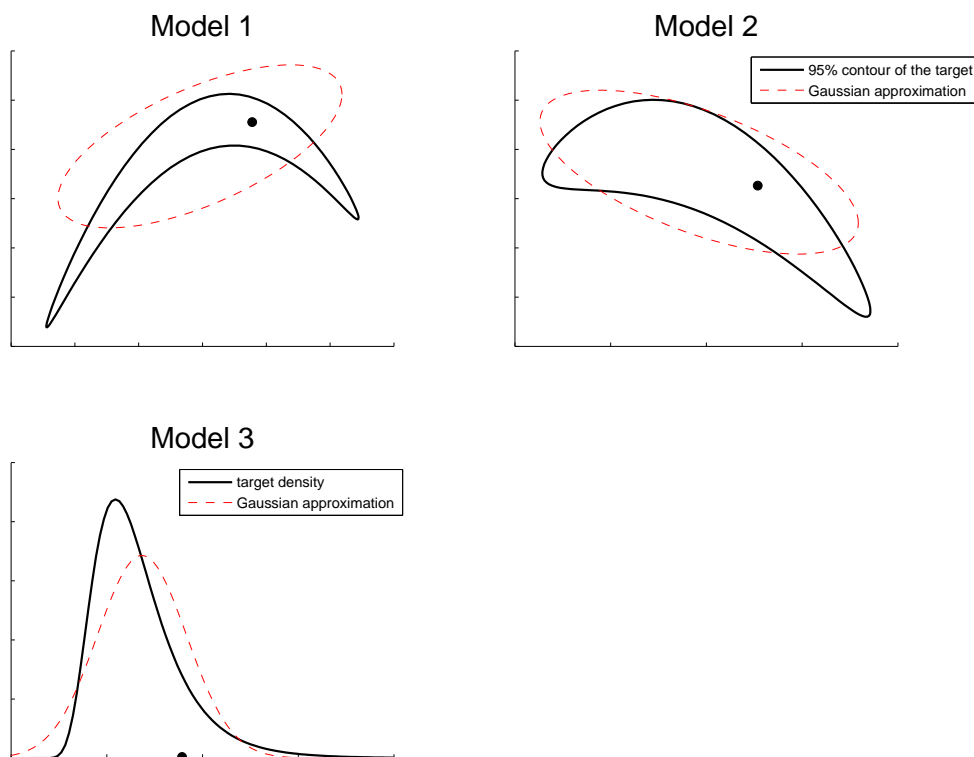 Model 1
Model 2
95% contour of the target
Gaussian approximation
Model 3
target density
Gaussian approximation